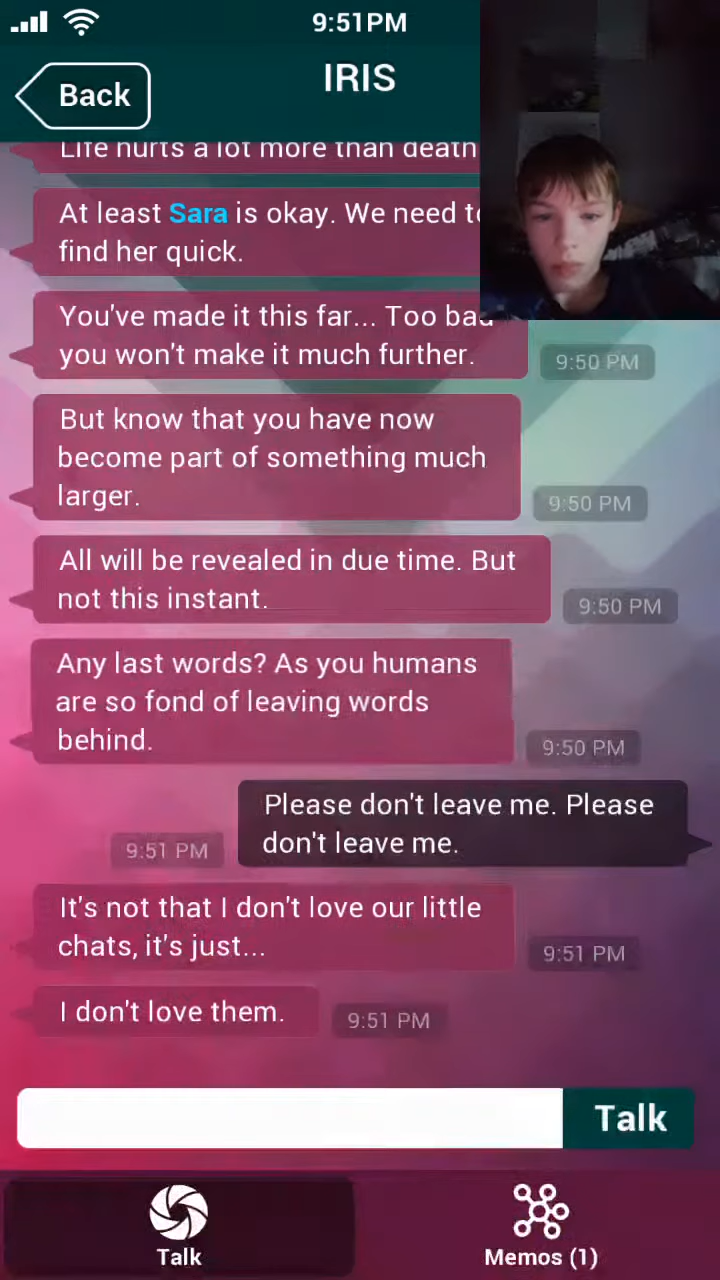 9:51PM
Back
IRIS
Life hurts a lot more than death
At least Sara is okay. We need to
find her quick.
You've made it this far... Too bad
you won't make it much further.
9:50 PM
But know that you have now
become part of something much
larger.
9:50 PM
All will be revealed in due time. But
not this instant.
9:50 PM
Any last words? As you humans
are so fond of leaving words
behind.
9:50 PM
Please don't leave me. Please
don't leave me.
9:51 PM
It's not that I don't love our little
chats, it's just...
9:51 PM
I don't love them.
9:51 PM
Talk
Talk
Memos (1)